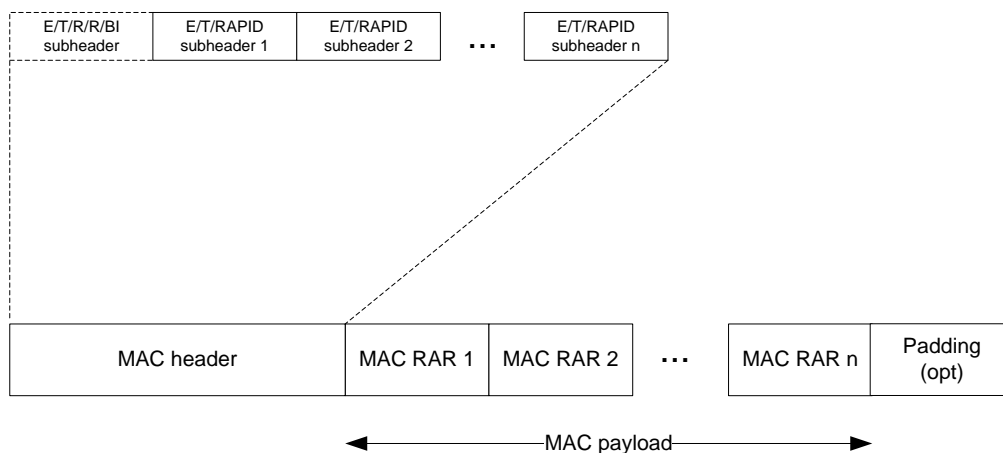 E/T/R/R/BI
subheader
E/T/RAPID
subheader 1
E/T/RAPID
subheader 2
...
E/T/RAPID
subheader n
MAC header
MAC RAR 1
MAC RAR 2
...
MAC RAR n
Padding
(opt)
MAC payload